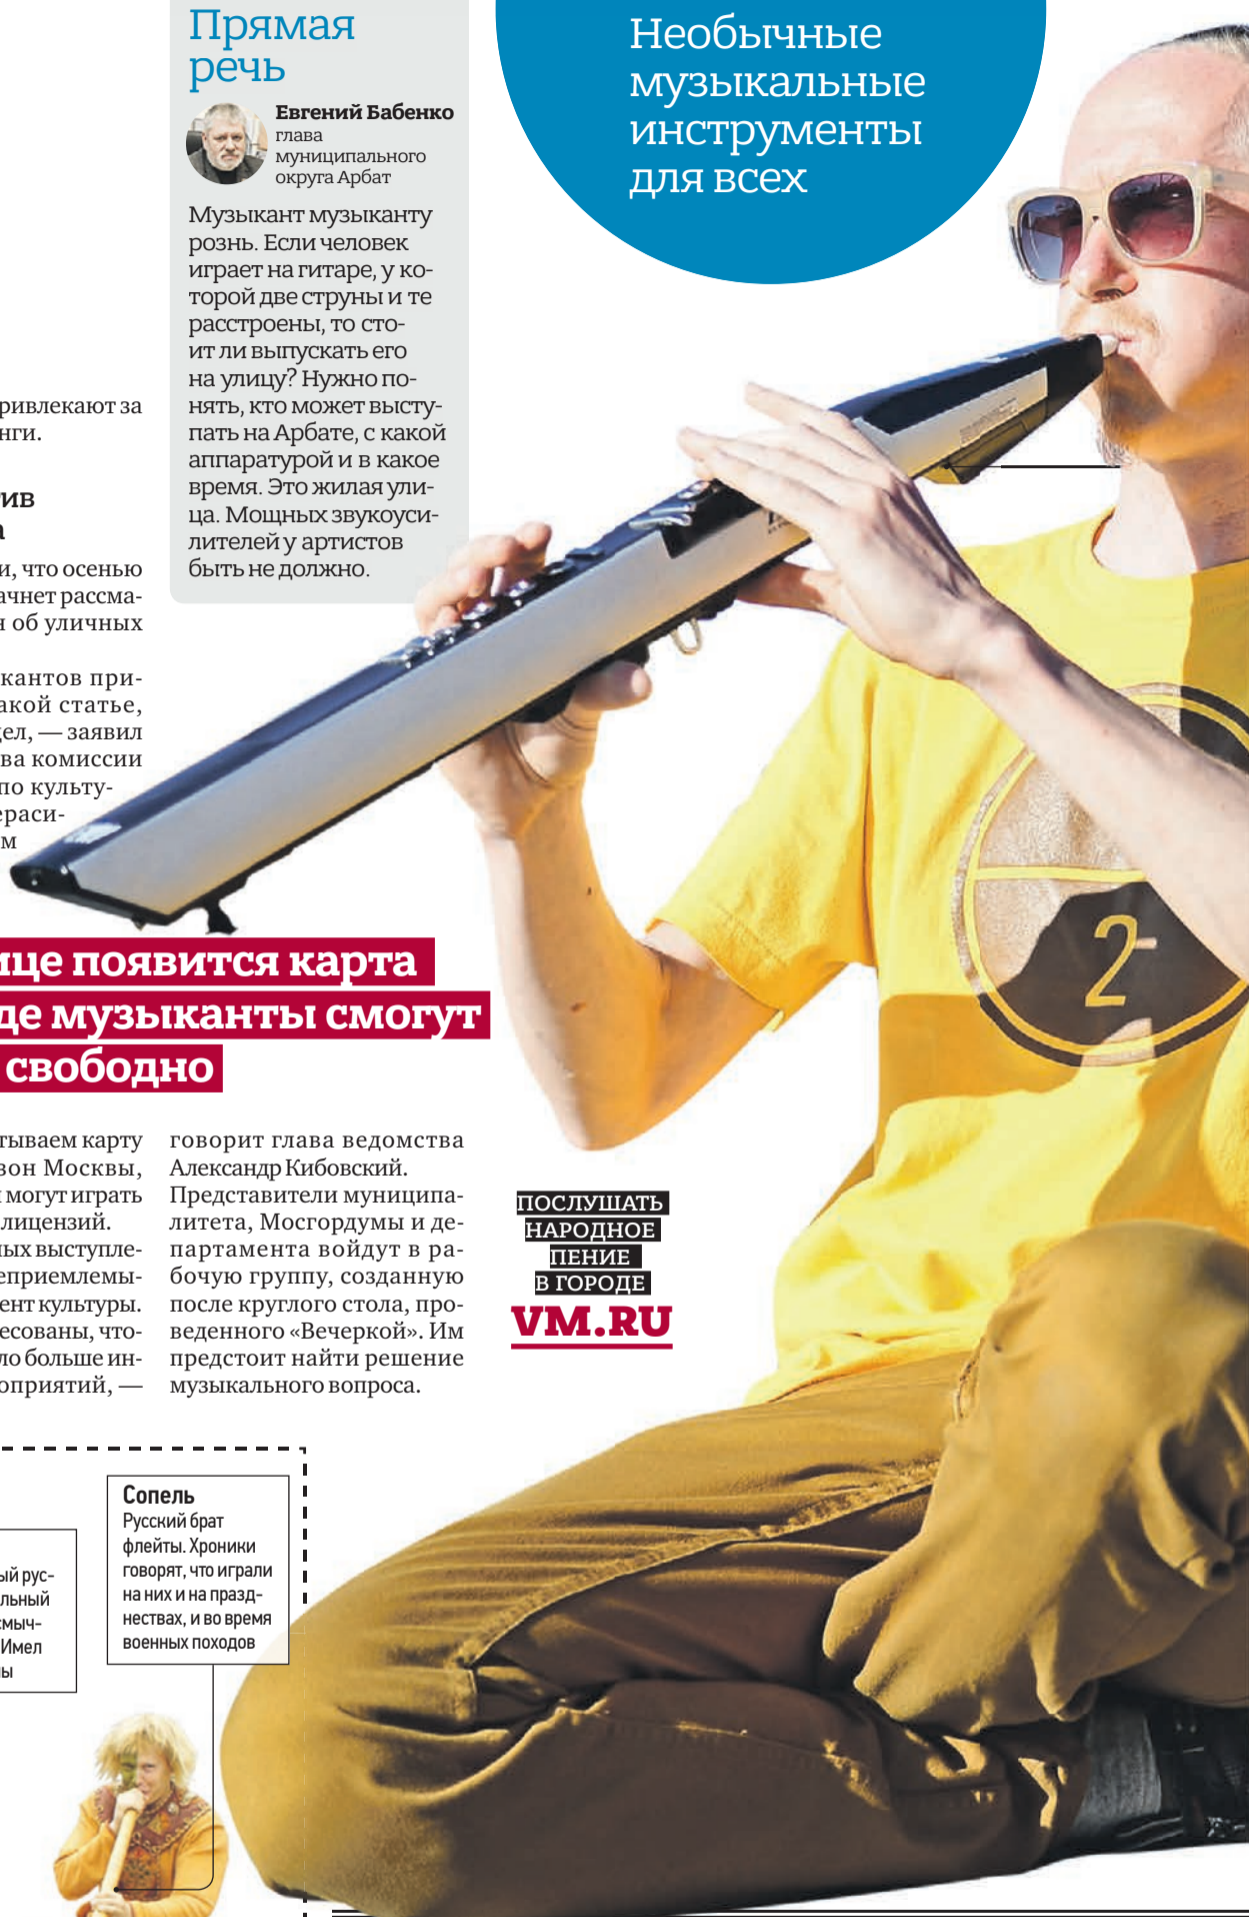 Прямая
речь
Евгений Бабенко
глава
муниципального
округа Арбат
Музыкант музыканту
рознь. Если человек
играет на гитаре, у ко-
торой две струны и те
расстроены, то сто-
ит ли выпускать его
на улицу? Нужно по-
нять, кто может высту-
пать на Арбате, с какой
аппаратурой и в какое
время. Это жилая ули-
ца. Мощных звукоуси-
лителей у артистов
быть не должно.
Необычные
музыкальные
инструменты
для всех
ривлекают за
нги.
ив
а
и, что осенью
ачнет рассма-
об уличных
кантов при-
акой статье,
ел, — заявил
ва комиссии
по культу-
ераси-
м
ице появится карта
де музыканты смогут
свободно
тываем карту
зон Москвы,
могут играть
лицензий.
ых выступле-
еприемлемы-
ент культуры.
есованы, что-
ло больше ин-
оприятий, —
говорит глава ведомства
Александр Кибовский.
Представители муниципа-
литета, Мосгордумы и де-
партамента войдут в ра-
бочую группу, созданную
после круглого стола, про-
веденного «Вечеркой». Им
предстоит найти решение
музыкального вопроса.
ПОСЛУШАТЬ
НАРОДНОЕ
ПЕНИЕ
В ГОРОДЕ
VM.RU
2
ый рус-
льный
смыч-
Имел
ы
Сопель
Русский брат
флейты. Хроники
говорят, что играли
на них и на празд-
нествах, и во время
военных походов